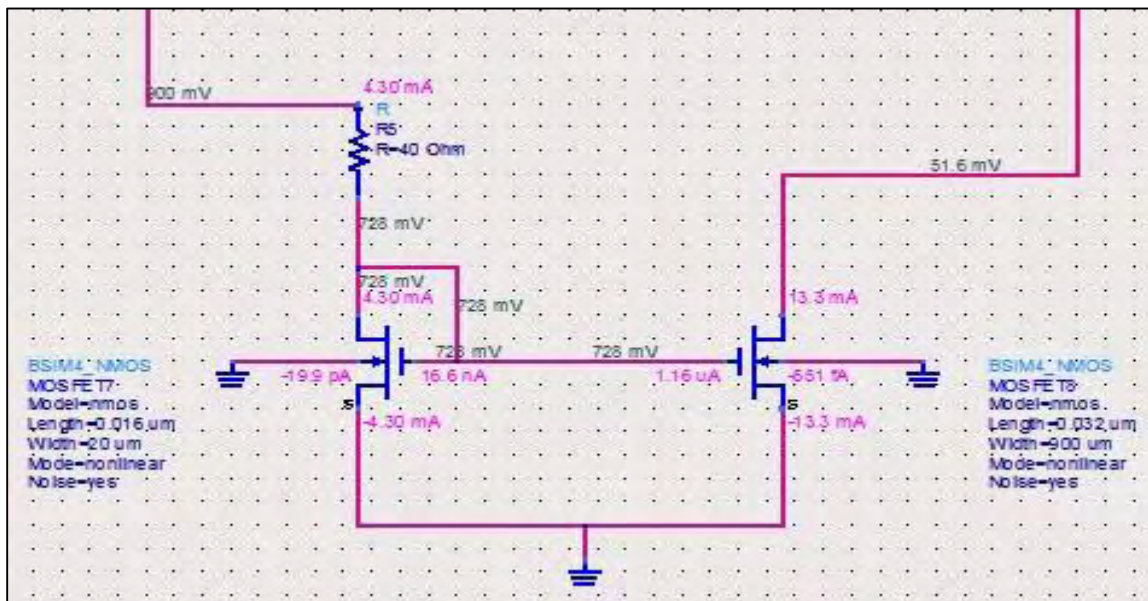 4.30 mA
900 mV
R
R5
R=40 Ohm
51.6 mV
728 mV
728 mV
4.30 mA
728 mV
13.3 mA
728 mV
728 mV
BSIM4_NMOS
MOSFET7
Model=nmos
Length=0.016 um
Width=20 um
Mode=nonlinear
Noise=yes
-19.9 pA
16.6 nA
1.16 uA
-651 fA
S
-4.30 mA
S
-13.3 mA
BSIM4_NMOS
MOSFET8
Model=nmos
Length=0.032 um
Width=900 um
Mode=nonlinear
Noise=yes